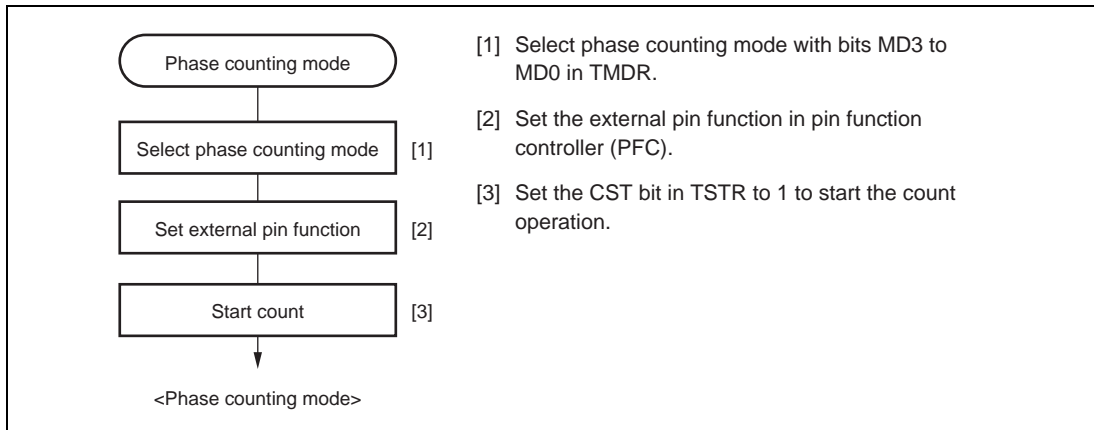 Phase counting mode
Select phase counting mode [1]
Set external pin function [2]
Start count [3]
<Phase counting mode>
[1] Select phase counting mode with bits MD3 to
MD0 in TMDR.
[2] Set the external pin function in pin function
controller (PFC).
[3] Set the CST bit in TSTR to 1 to start the count
operation.